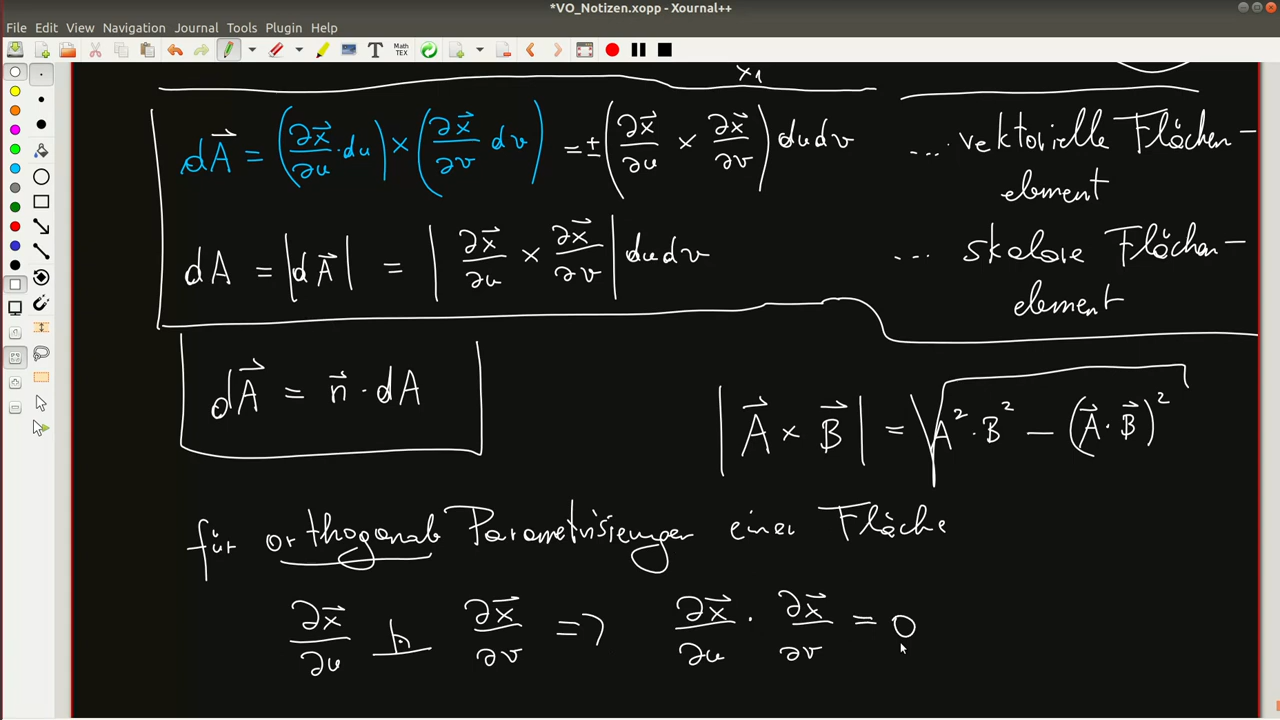 *VO_Notizen.xopp - Xournal++
File Edit View Navigation Journal Tools Plugin Help
x₁
dA⃗ = (∂x⃗/∂u · du) × (∂x⃗/∂v dv) = ± (∂x⃗/∂u × ∂x⃗/∂v) du dv ... vektorielle Flächen-
element
dA = |dA⃗| = |∂x⃗/∂u × ∂x⃗/∂v| du dv ... skalare Flächen-
element
dA⃗ = n⃗ · dA
|A⃗ × B⃗| = √(A² · B² − (A⃗ · B⃗)²)
für orthogonale Parametrisierungen einer Fläche
∂x⃗/∂u ⊥ ∂x⃗/∂v => ∂x⃗/∂u · ∂x⃗/∂v = 0